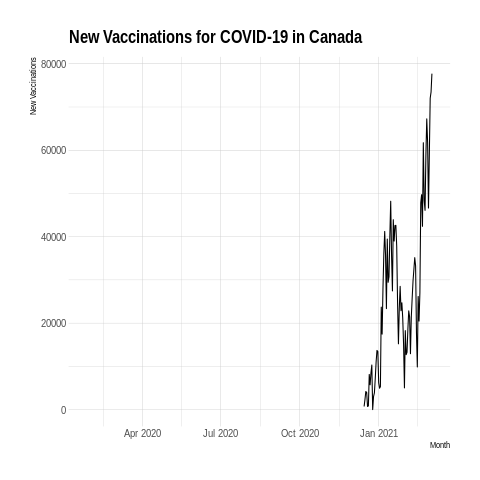 New Vaccinations for COVID-19 in Canada
New Vaccinations
80000
60000
40000
20000
0
Apr 2020 Jul 2020 Oct 2020 Jan 2021
Month